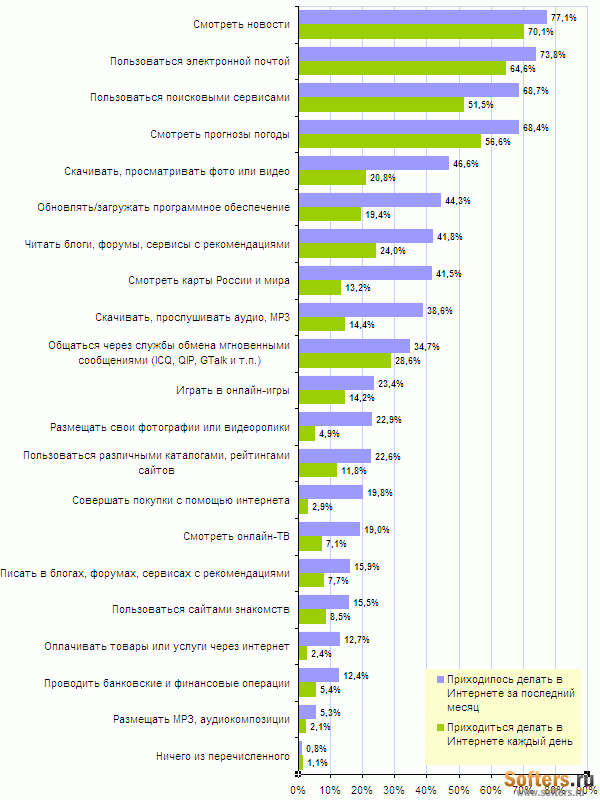 Смотреть новости
77,1%
70,1%
Пользоваться электронной почтой
73,8%
64,6%
Пользоваться поисковыми сервисами
68,7%
51,5%
Смотреть прогнозы погоды
68,4%
56,6%
Скачивать, просматривать фото или видео
46,6%
20,8%
Обновлять/загружать программное обеспечение
44,3%
19,4%
Читать блоги, форумы, сервисы с рекомендациями
41,8%
24,0%
Смотреть карты России и мира
41,5%
13,2%
Скачивать, прослушивать аудио, MP3
38,6%
14,4%
Общаться через службы обмена мгновенными
сообщениями (ICQ, QIP, GTalk и т.п.)
34,7%
28,6%
Играть в онлайн-игры
23,4%
14,2%
Размещать свои фотографии или видеоролики
22,9%
4,9%
Пользоваться различными каталогами, рейтингами
сайтов
22,6%
11,8%
Совершать покупки с помощью интернета
19,8%
2,9%
Смотреть онлайн-ТВ
19,0%
7,1%
Писать в блогах, форумах, сервисах с рекомендациями
15,9%
7,7%
Пользоваться сайтами знакомств
15,5%
8,5%
Оплачивать товары или услуги через интернет
12,7%
2,4%
Проводить банковские и финансовые операции
12,4%
5,4%
Размещать MP3, аудиокомпозиции
5,3%
2,1%
Ничего из перечисленного
0,8%
1,1%
Приходилось делать в
Интернете за последний
месяц
Приходиться делать в
Интернете каждый день
0% 10% 20% 30% 40% 50% 60% 70% 80% 90%
Softers.ru
www.softers.ru